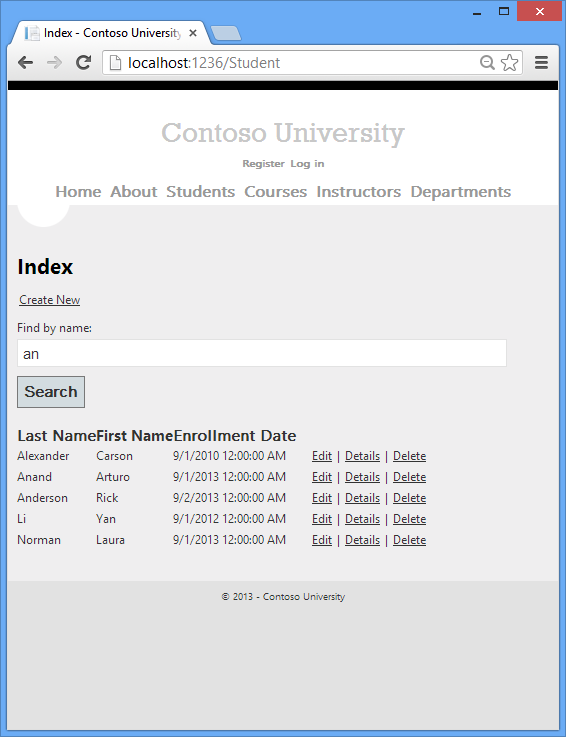 Index - Contoso University
localhost:1236/Student
Contoso University
Register Log in
Home About Students Courses Instructors Departments
Index
Create New
Find by name:
an
Search
Last Name First Name Enrollment Date
Alexander Carson 9/1/2010 12:00:00 AM Edit | Details | Delete
Anand Arturo 9/1/2013 12:00:00 AM Edit | Details | Delete
Anderson Rick 9/2/2013 12:00:00 AM Edit | Details | Delete
Li Yan 9/1/2012 12:00:00 AM Edit | Details | Delete
Norman Laura 9/1/2013 12:00:00 AM Edit | Details | Delete
© 2013 - Contoso University